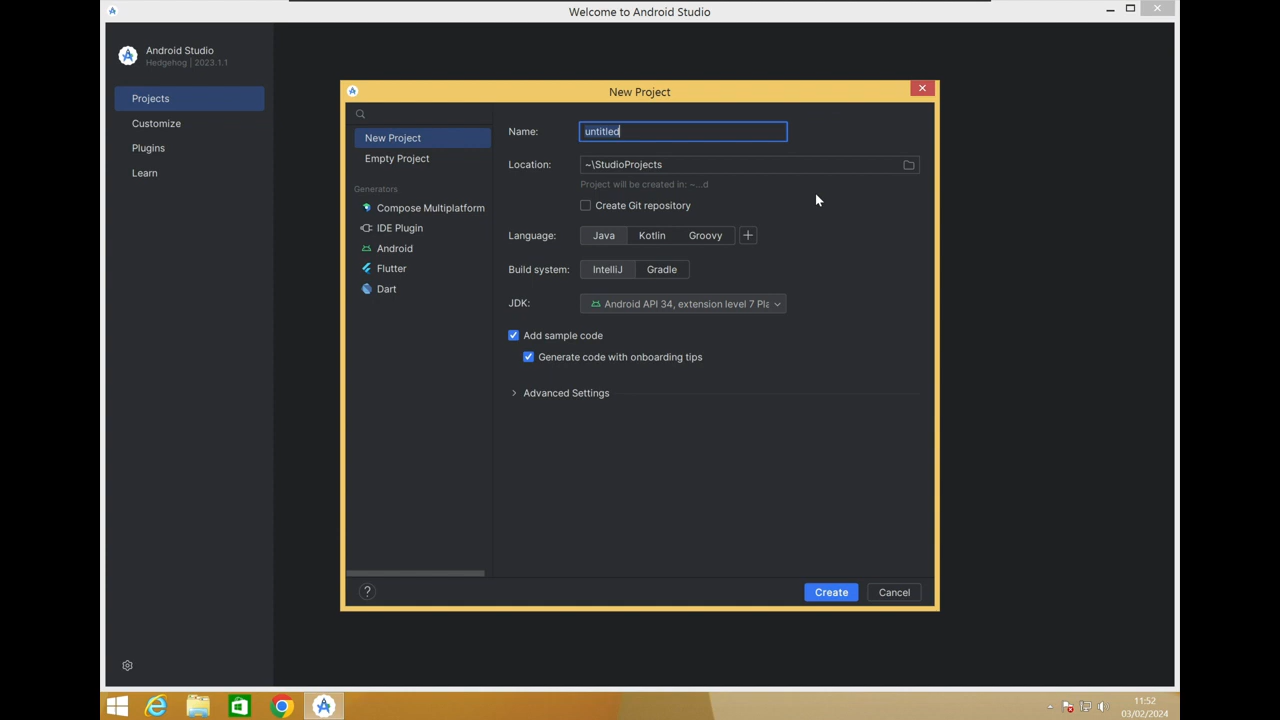 Welcome to Android Studio
Android Studio
Hedgehog | 2023.1.1
Projects
Customize
Plugins
Learn
New Project
New Project
Empty Project
Generators
Compose Multiplatform
IDE Plugin
Android
Flutter
Dart
Name: untitled
Location: ~\StudioProjects
Project will be created in: ~...d
Create Git repository
Language: Java Kotlin Groovy
Build system: IntelliJ Gradle
JDK: Android API 34, extension level 7 Pla
Add sample code
Generate code with onboarding tips
Advanced Settings
? Create Cancel
11:52
03/02/2024